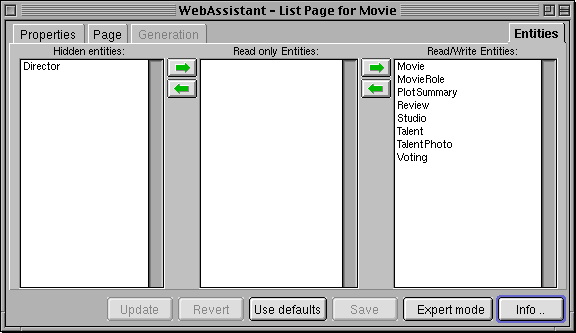 WebAssistant - List Page for Movie
Properties Page Generation Entities
Hidden entities: Read only Entities: Read/Write Entities:
Director
Movie
MovieRole
PlotSummary
Review
Studio
Talent
TalentPhoto
Voting
Update Revert Use defaults Save Expert mode Info ..